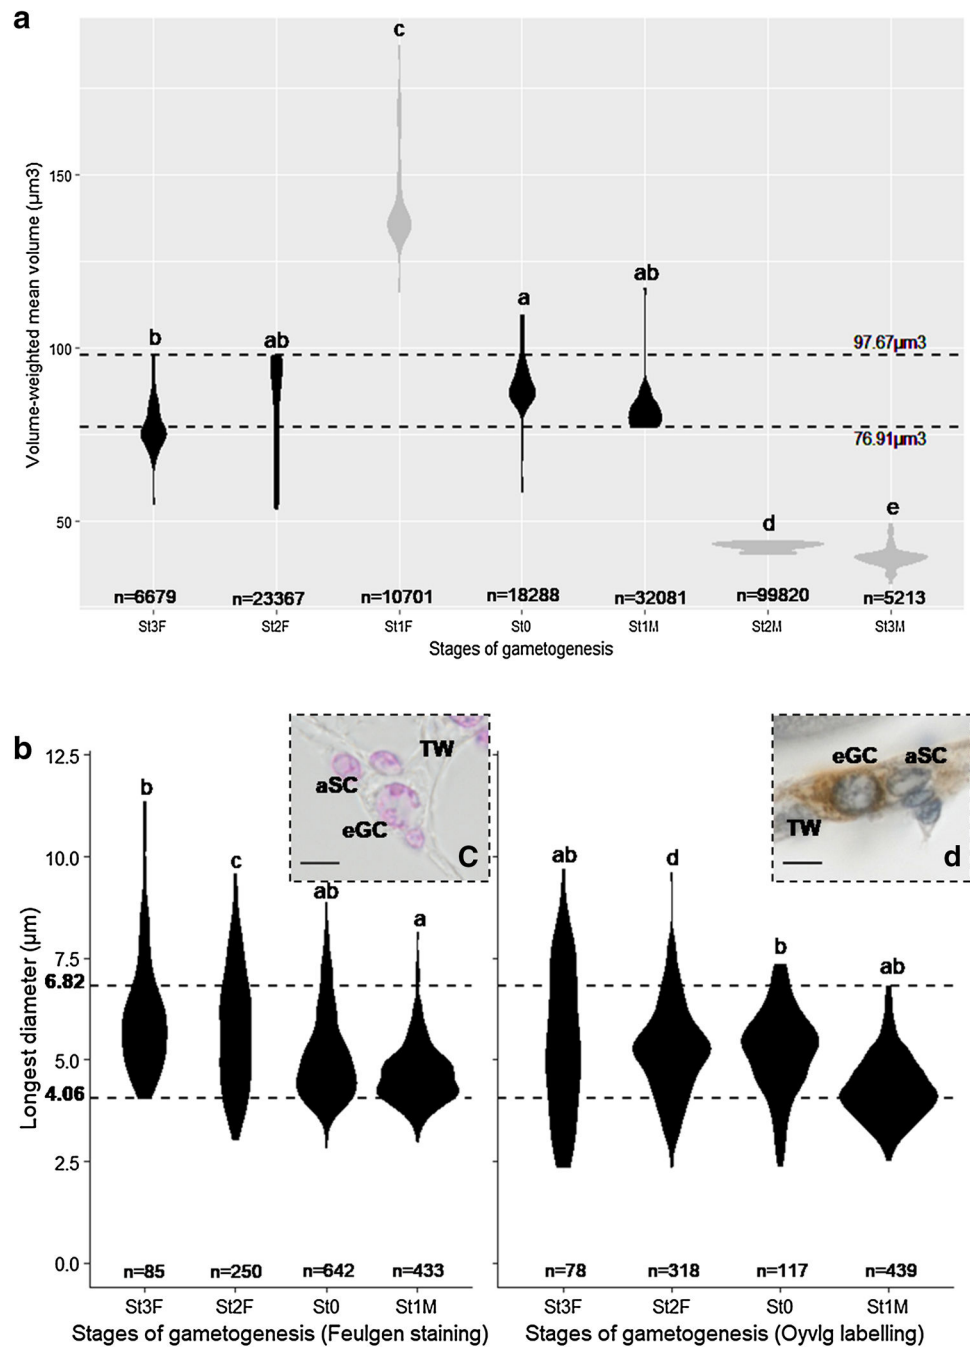 a
c
Volume-weighted mean volume (µm3)
150
ab
a
b
ab
100
97.67µm3
76.91µm3
50
d
e
n=6679 n=23367 n=10701 n=18288 n=32081 n=99820 n=5213
St3F St2F St1F St0 St1M St2M St3M
Stages of gametogenesis
b
TW
aSC
eGC
C
eGC aSC
TW
d
Longest diameter (µm)
12.5
10.0
7.5
6.82
5.0
4.06
2.5
0.0
b
c
ab
a
ab
d
b
ab
n=85 n=250 n=642 n=433
n=78 n=318 n=117 n=439
St3F St2F St0 St1M
St3F St2F St0 St1M
Stages of gametogenesis (Feulgen staining)
Stages of gametogenesis (Oyvlg labelling)